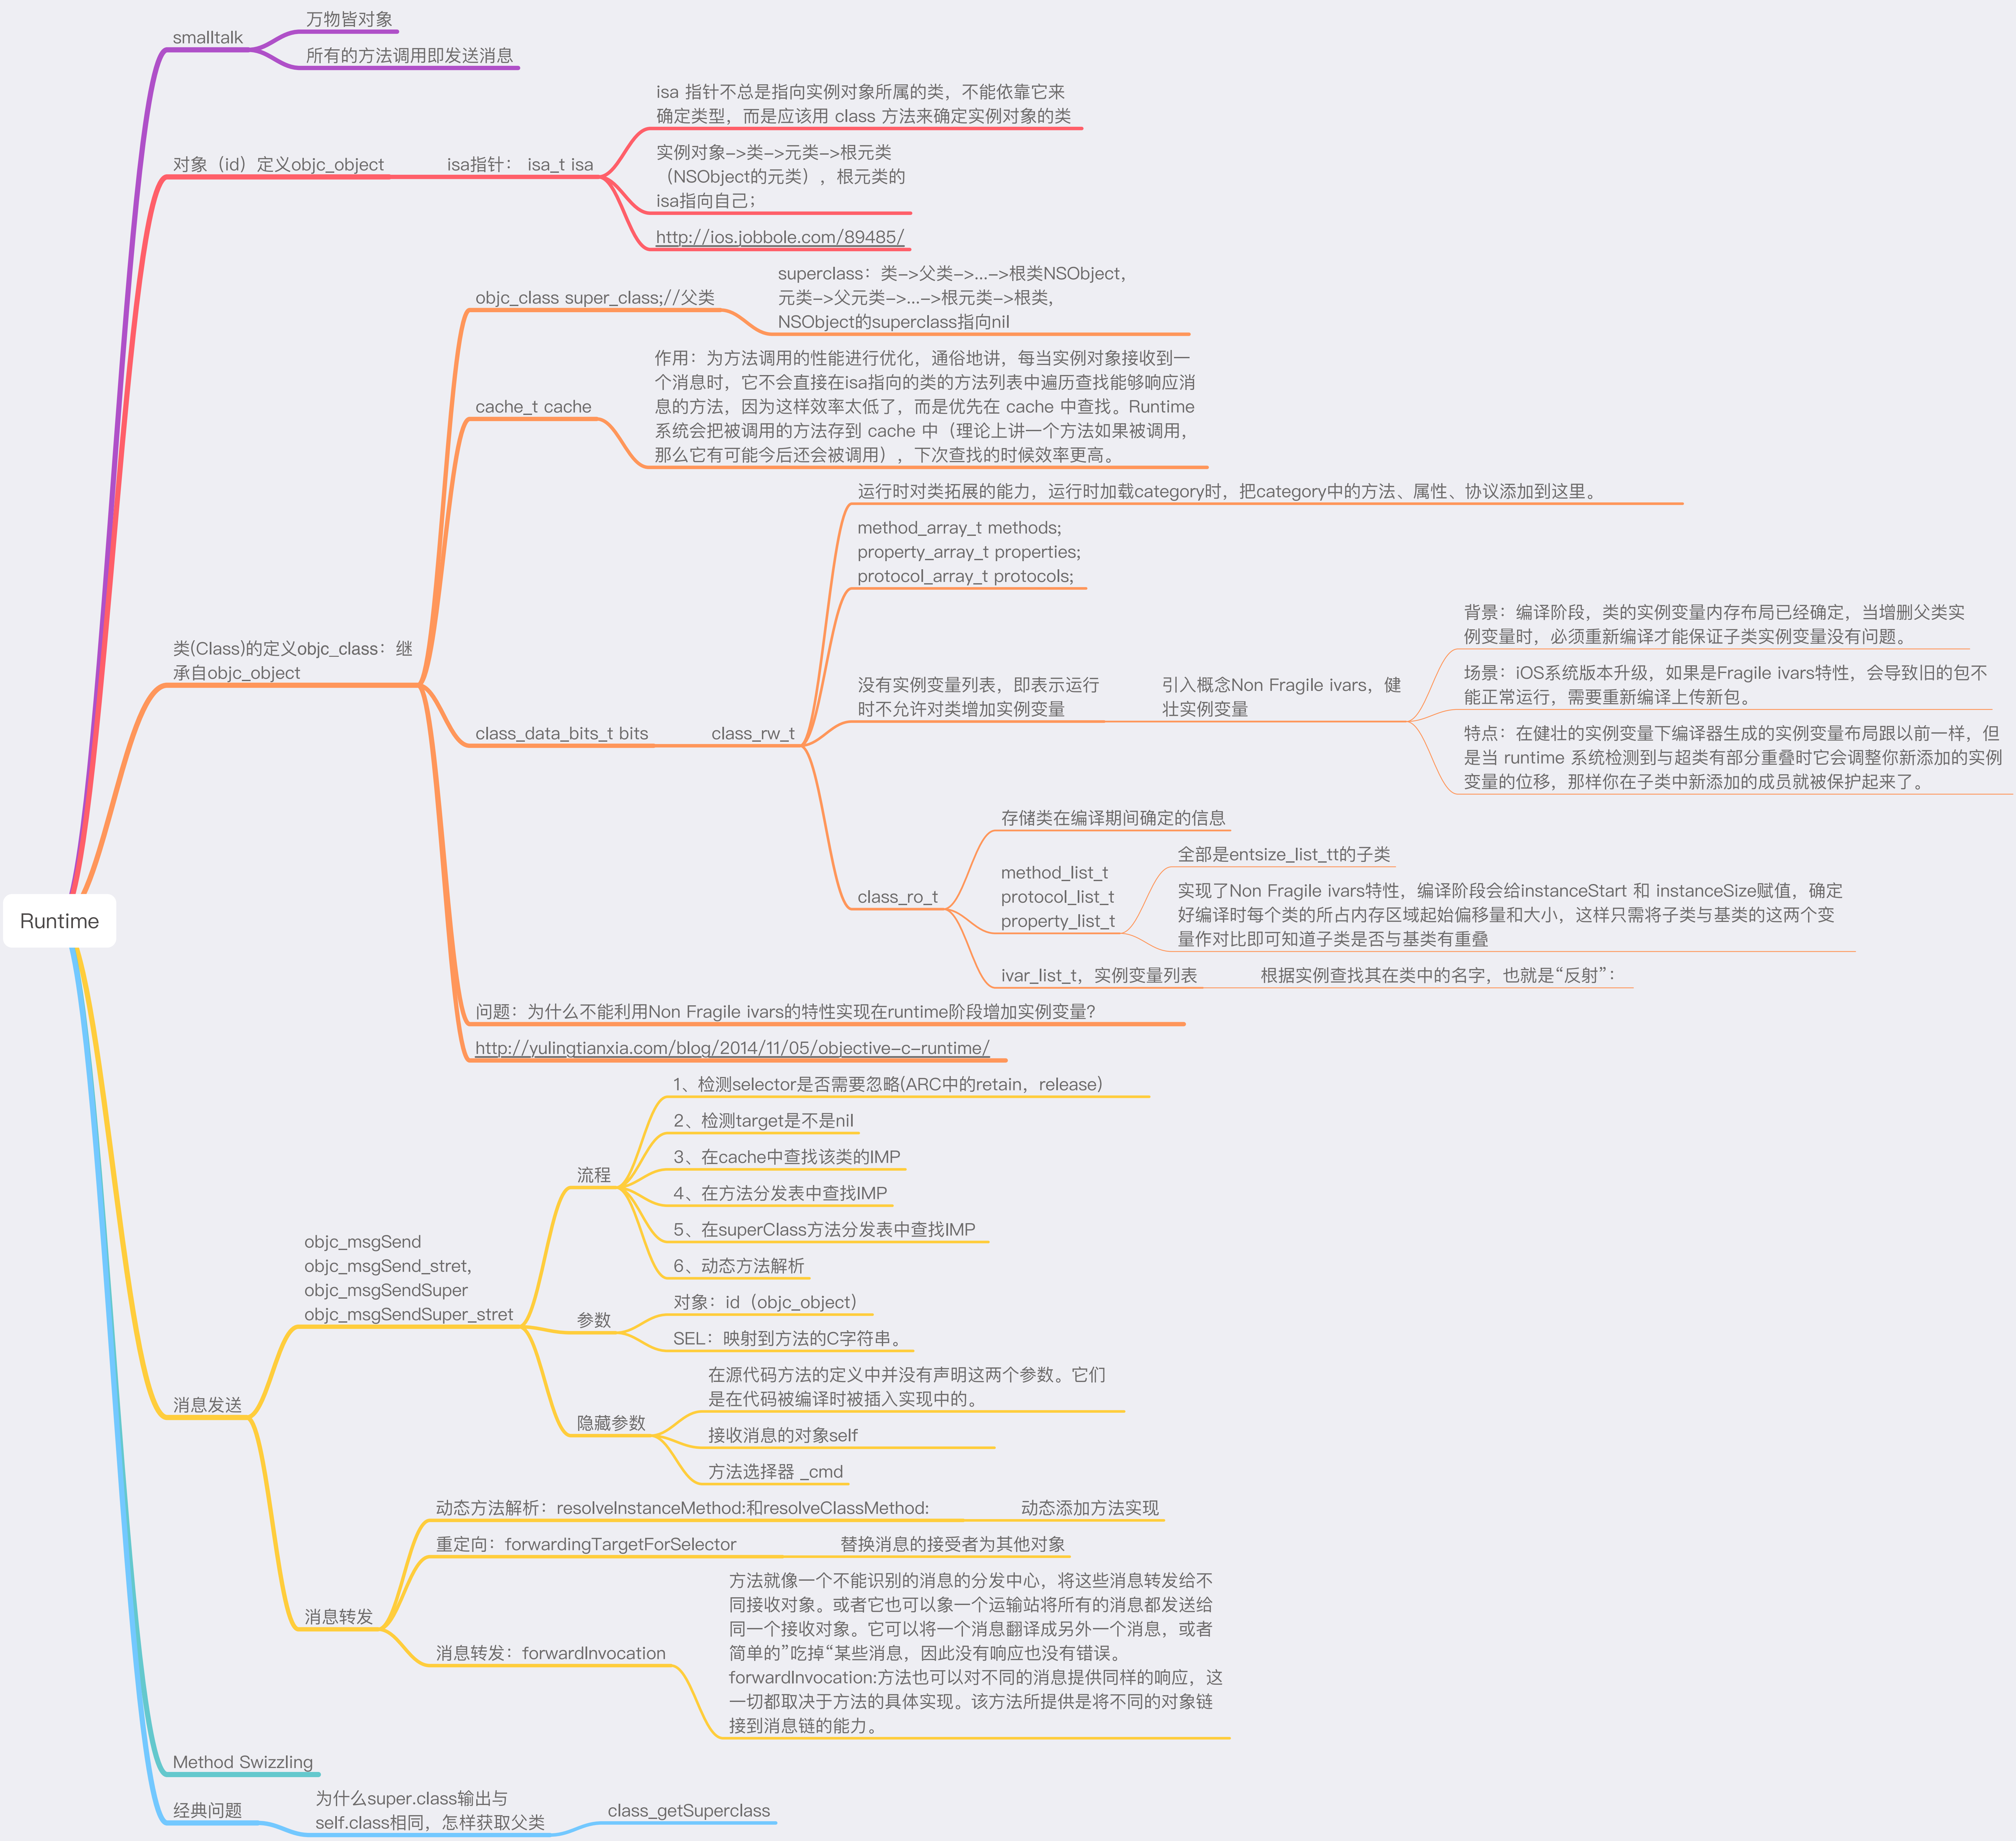 smalltalk
万物皆对象
所有的方法调用即发送消息
对象（id）定义objc_object
isa指针： isa_t isa
isa 指针不总是指向实例对象所属的类，不能依靠它来
确定类型，而是应该用 class 方法来确定实例对象的类
实例对象->类->元类->根元类
（NSObject的元类），根元类的
isa指向自己；
http://ios.jobbole.com/89485/
类(Class)的定义objc_class：继
承自objc_object
objc_class super_class;//父类
superclass：类->父类->...->根类NSObject，
元类->父元类->...->根元类->根类，
NSObject的superclass指向nil
cache_t cache
作用：为方法调用的性能进行优化，通俗地讲，每当实例对象接收到一
个消息时，它不会直接在isa指向的类的方法列表中遍历查找能够响应消
息的方法，因为这样效率太低了，而是优先在 cache 中查找。Runtime
系统会把被调用的方法存到 cache 中（理论上讲一个方法如果被调用，
那么它有可能今后还会被调用），下次查找的时候效率更高。
class_data_bits_t bits
class_rw_t
运行时对类拓展的能力，运行时加载category时，把category中的方法、属性、协议添加到这里。
method_array_t methods;
property_array_t properties;
protocol_array_t protocols;
没有实例变量列表，即表示运行
时不允许对类增加实例变量
引入概念Non Fragile ivars，健
壮实例变量
背景：编译阶段，类的实例变量内存布局已经确定，当增删父类实
例变量时，必须重新编译才能保证子类实例变量没有问题。
场景：iOS系统版本升级，如果是Fragile ivars特性，会导致旧的包不
能正常运行，需要重新编译上传新包。
特点：在健壮的实例变量下编译器生成的实例变量布局跟以前一样，但
是当 runtime 系统检测到与超类有部分重叠时它会调整你新添加的实例
变量的位移，那样你在子类中新添加的成员就被保护起来了。
class_ro_t
存储类在编译期间确定的信息
method_list_t
protocol_list_t
property_list_t
全部是entsize_list_tt的子类
实现了Non Fragile ivars特性，编译阶段会给instanceStart 和 instanceSize赋值，确定
好编译时每个类的所占内存区域起始偏移量和大小，这样只需将子类与基类的这两个变
量作对比即可知道子类是否与基类有重叠
ivar_list_t，实例变量列表
根据实例查找其在类中的名字，也就是“反射”：
问题：为什么不能利用Non Fragile ivars的特性实现在runtime阶段增加实例变量？
http://yulingtianxia.com/blog/2014/11/05/objective-c-runtime/
Runtime
消息发送
objc_msgSend
objc_msgSend_stret,
objc_msgSendSuper
objc_msgSendSuper_stret
流程
1、检测selector是否需要忽略(ARC中的retain，release）
2、检测target是不是nil
3、在cache中查找该类的IMP
4、在方法分发表中查找IMP
5、在superClass方法分发表中查找IMP
6、动态方法解析
参数
对象：id（objc_object）
SEL：映射到方法的C字符串。
隐藏参数
在源代码方法的定义中并没有声明这两个参数。它们
是在代码被编译时被插入实现中的。
接收消息的对象self
方法选择器 _cmd
消息转发
动态方法解析：resolveInstanceMethod:和resolveClassMethod:
动态添加方法实现
重定向：forwardingTargetForSelector
替换消息的接受者为其他对象
消息转发：forwardInvocation
方法就像一个不能识别的消息的分发中心，将这些消息转发给不
同接收对象。或者它也可以象一个运输站将所有的消息都发送给
同一个接收对象。它可以将一个消息翻译成另外一个消息，或者
简单的”吃掉“某些消息，因此没有响应也没有错误。
forwardInvocation:方法也可以对不同的消息提供同样的响应，这
一切都取决于方法的具体实现。该方法所提供是将不同的对象链
接到消息链的能力。
Method Swizzling
经典问题
为什么super.class输出与
self.class相同，怎样获取父类
class_getSuperclass